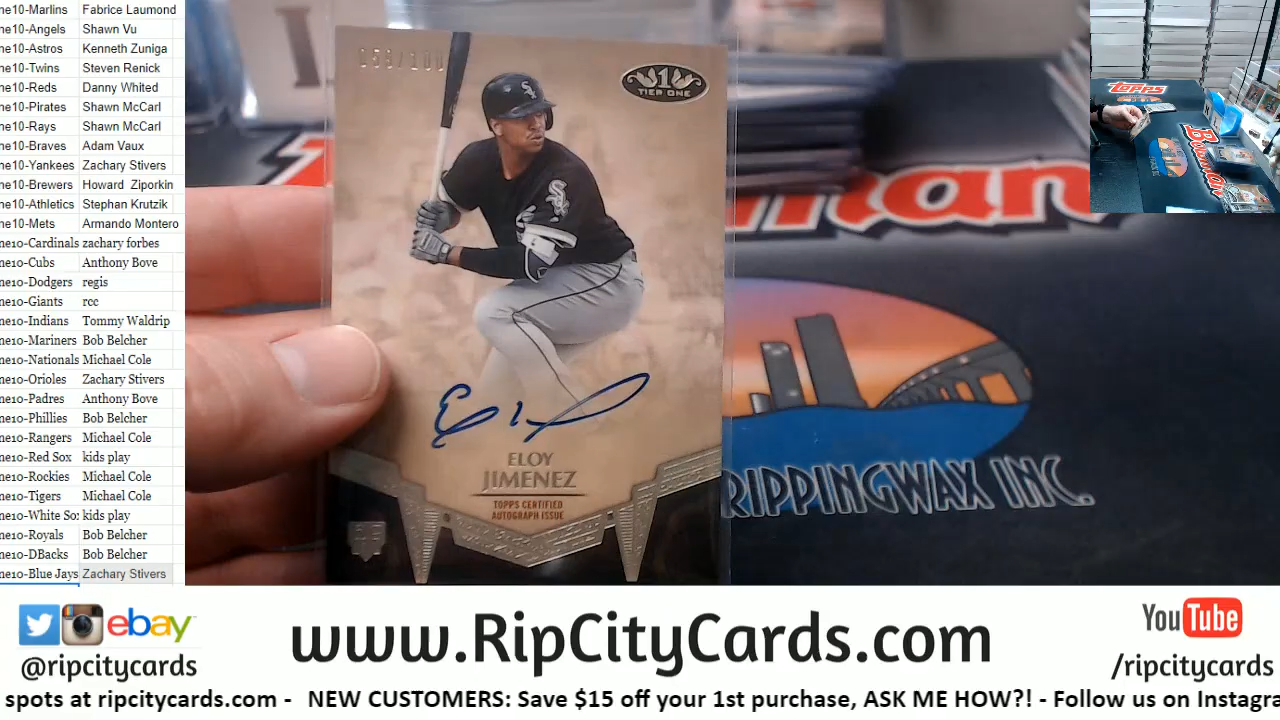 ne10-Marlins Fabrice Laumond
ne10-Angels Shawn Vu
ne10-Astros Kenneth Zuniga
ne10-Twins Steven Renick
ne10-Reds Danny Whited
ne10-Pirates Shawn McCarl
ne10-Rays Shawn McCarl
ne10-Braves Adam Vaux
ne10-Yankees Zachary Stivers
ne10-Brewers Howard Ziporkin
ne10-Athletics Stephan Krutzik
ne10-Mets Armando Montero
ne10-Cardinals zachary forbes
ne10-Cubs Anthony Bove
ne10-Dodgers regis
ne10-Giants rcc
ne10-Indians Tommy Waldrip
ne10-Mariners Bob Belcher
ne10-Nationals Michael Cole
ne10-Orioles Zachary Stivers
ne10-Padres Anthony Bove
ne10-Phillies Bob Belcher
ne10-Rangers Michael Cole
ne10-Red Sox kids play
ne10-Rockies Michael Cole
ne10-Tigers Michael Cole
ne10-White Sox kids play
ne10-Royals Bob Belcher
ne10-DBacks Bob Belcher
ne10-Blue Jays Zachary Stivers
1
TIER ONE
SOX
ELOY
JIMENEZ
TOPPS CERTIFIED
AUTOGRAPH ISSUE
man
RIPPINGWAX INC.
TOPPS
Bowman
ebay
@ripcitycards
www.RipCityCards.com
YouTube
/ripcitycards
spots at ripcitycards.com - NEW CUSTOMERS: Save $15 off your 1st purchase, ASK ME HOW?! - Follow us on Instagra